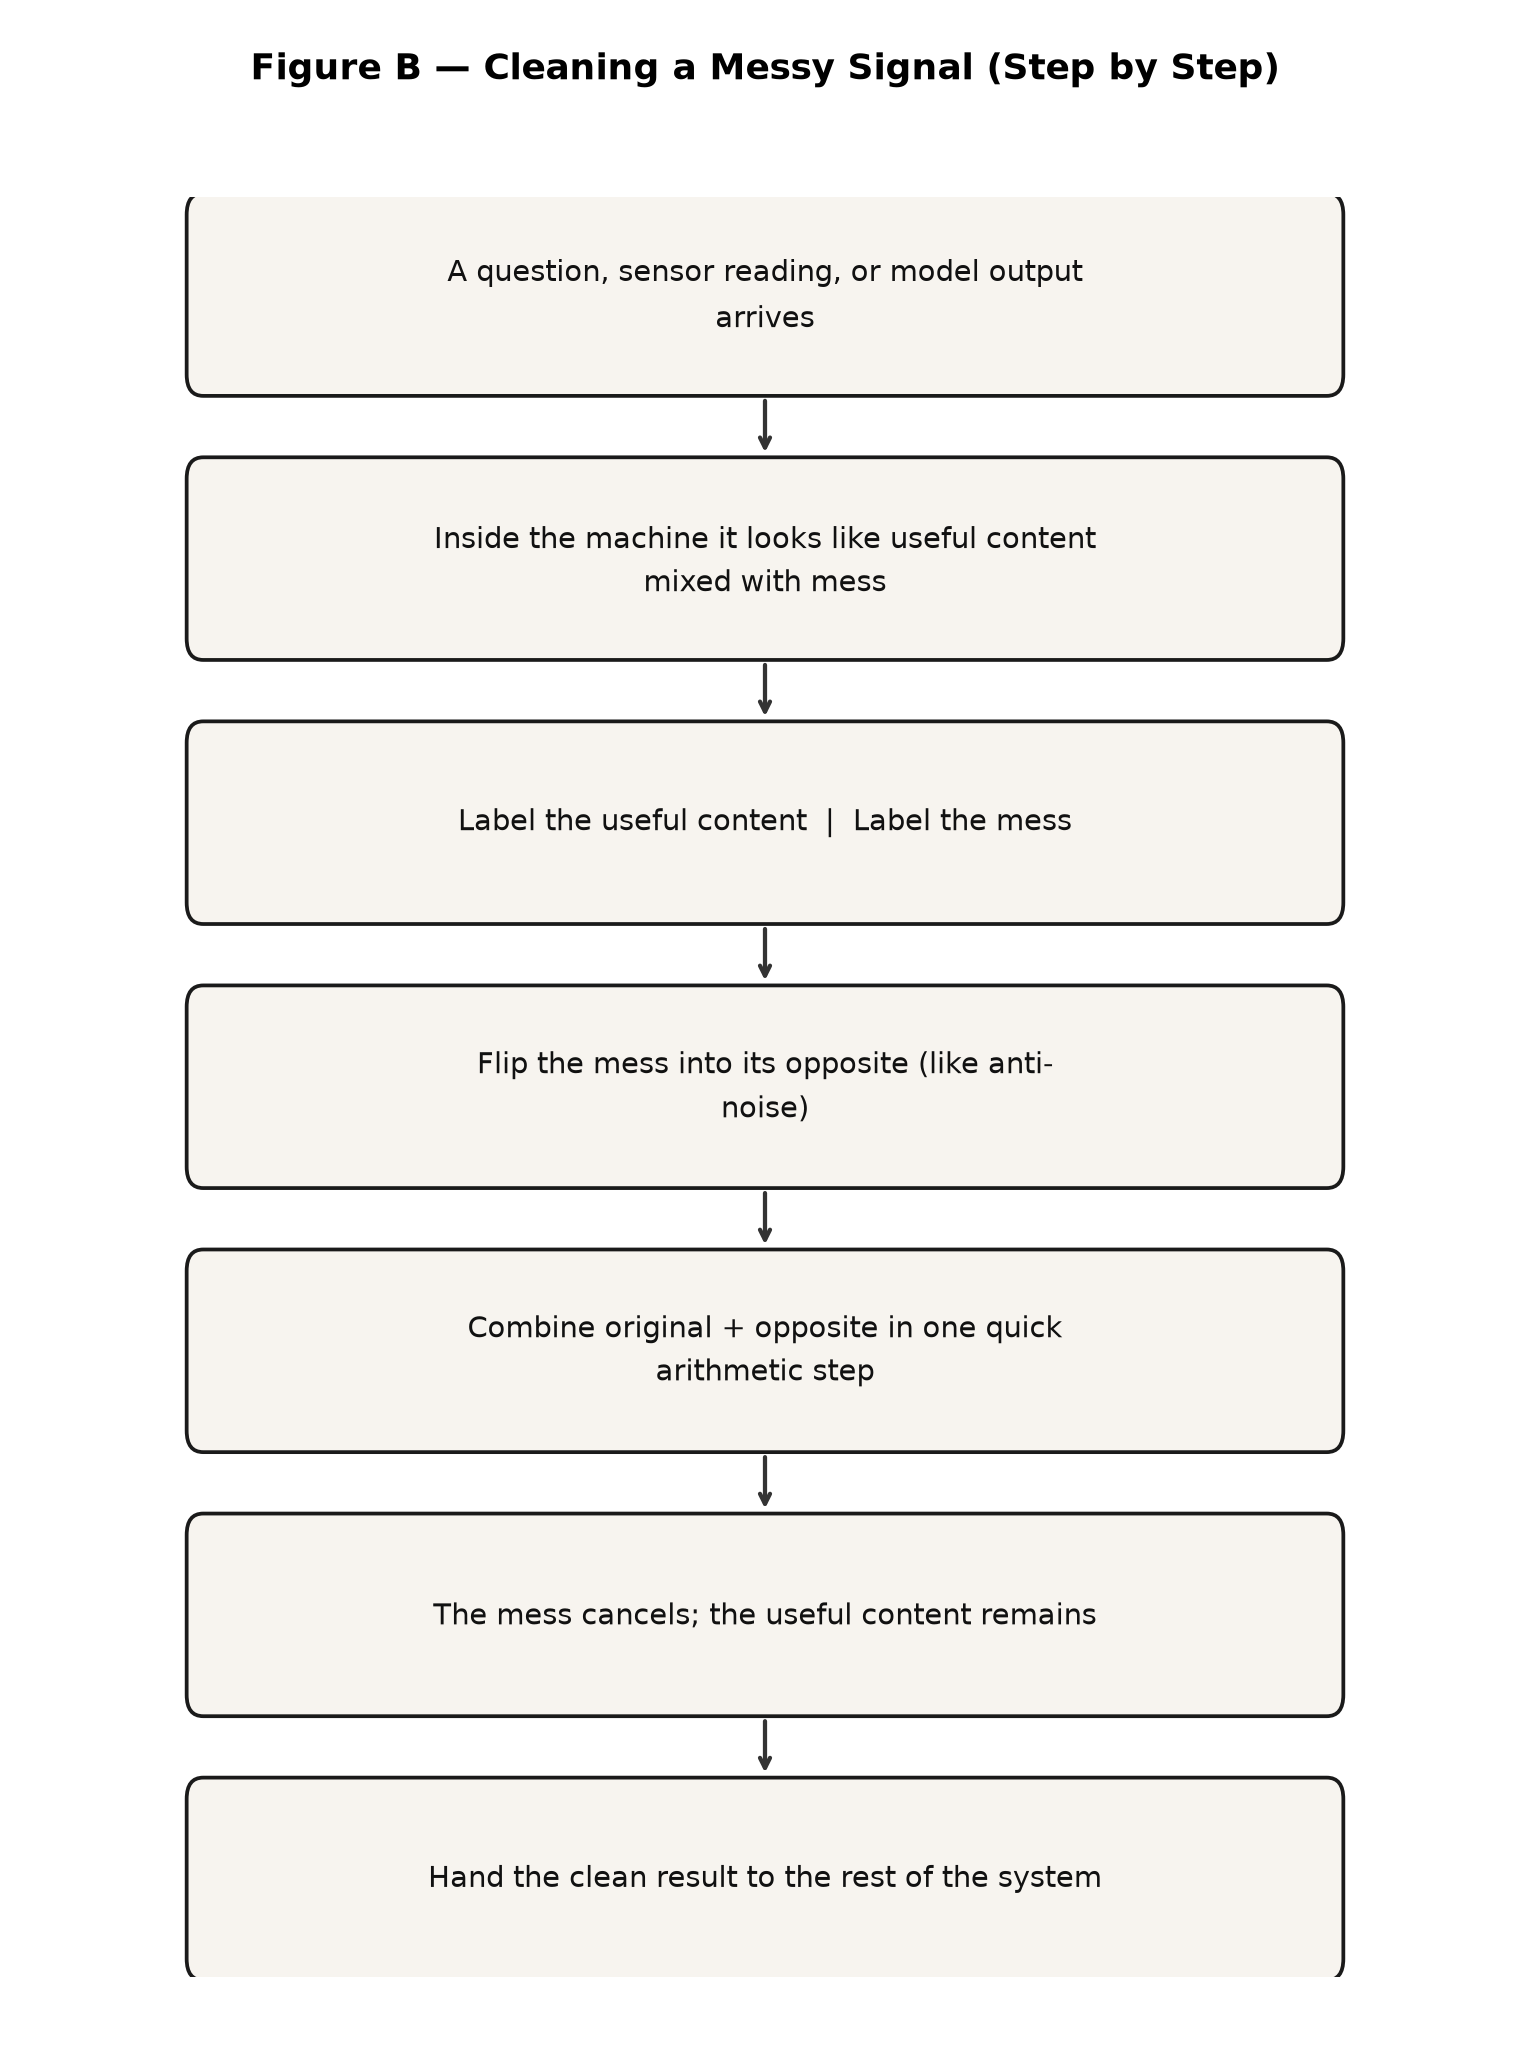 Figure B — Cleaning a Messy Signal (Step by Step)
A question, sensor reading, or model output
arrives
Inside the machine it looks like useful content
mixed with mess
Label the useful content | Label the mess
Flip the mess into its opposite (like anti-
noise)
Combine original + opposite in one quick
arithmetic step
The mess cancels; the useful content remains
Hand the clean result to the rest of the system